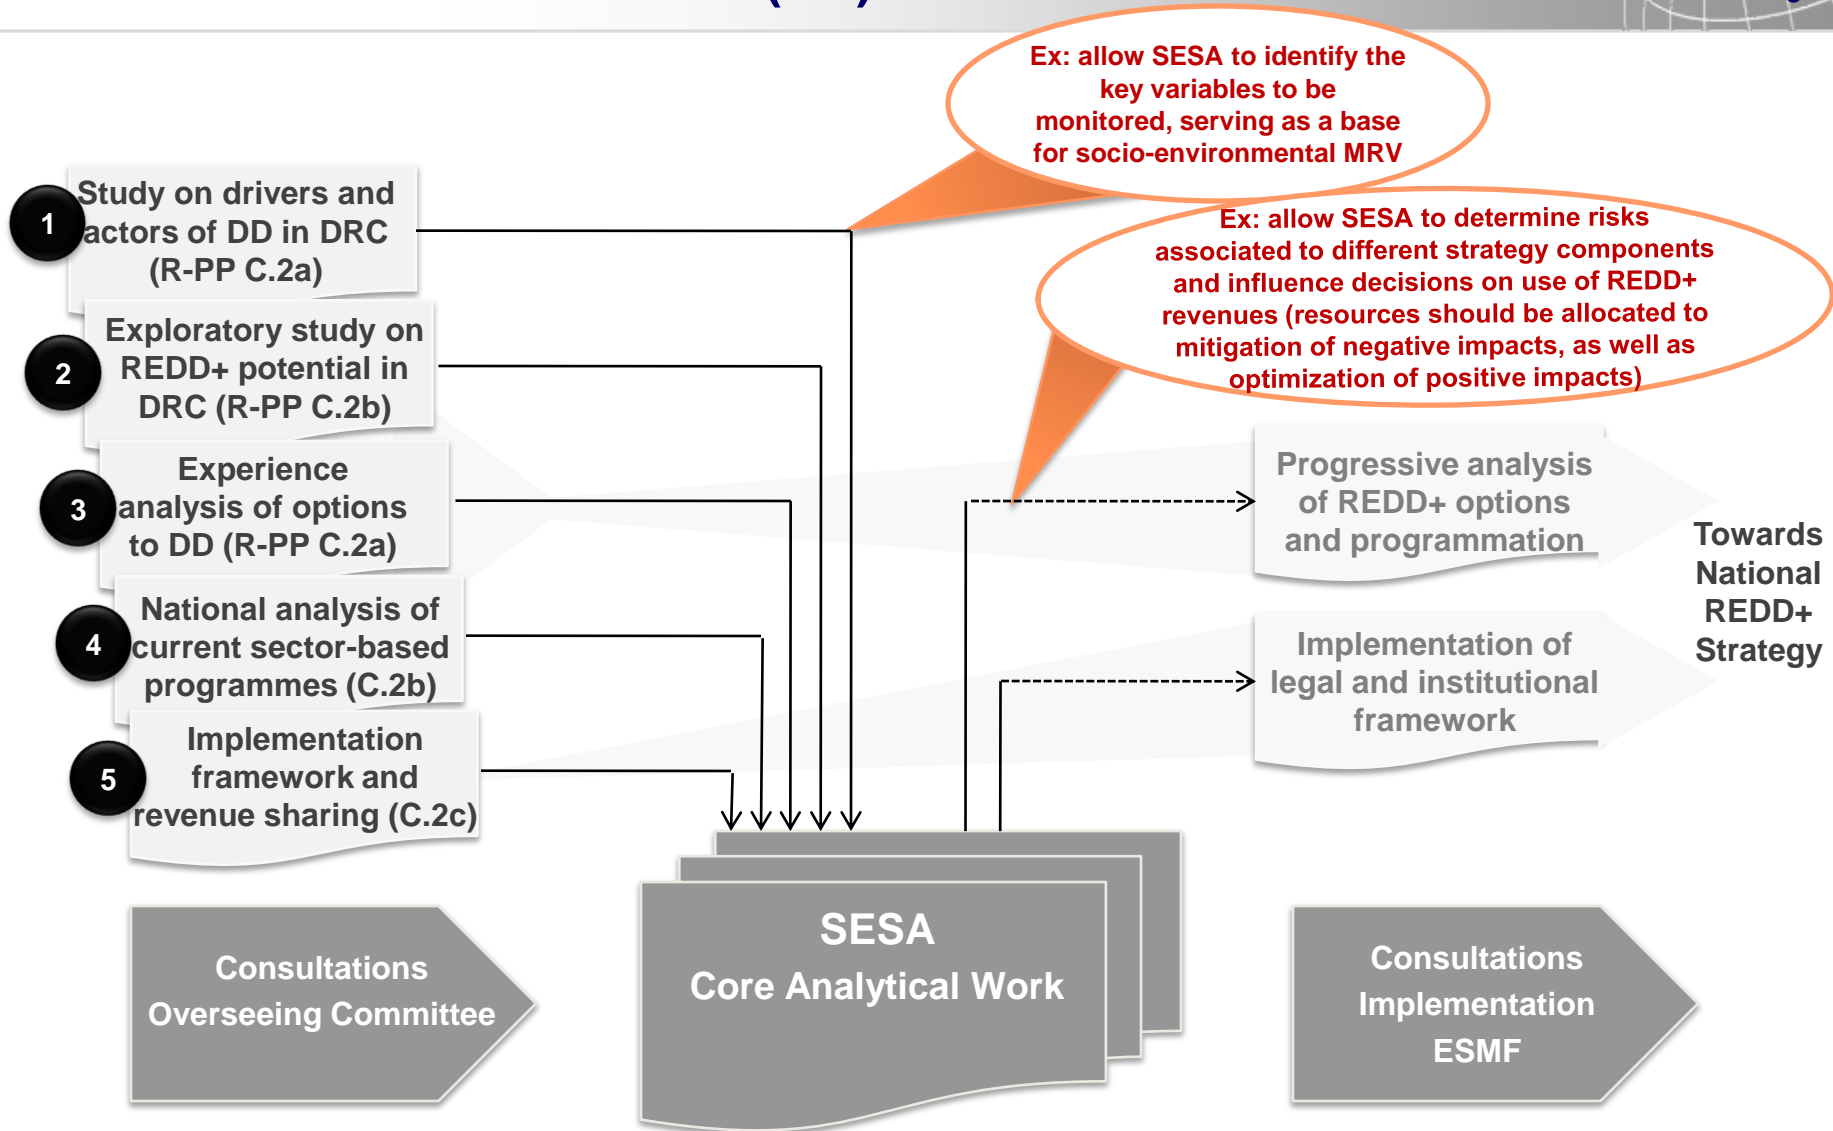 Ex: allow SESA to identify the
key variables to be
monitored, serving as a base
for socio-environmental MRV
Ex: allow SESA to determine risks
associated to different strategy components
and influence decisions on use of REDD+
revenues (resources should be allocated to
mitigation of negative impacts, as well as
optimization of positive impacts)
1
Study on drivers and
actors of DD in DRC
(R-PP C.2a)
2
Exploratory study on
REDD+ potential in
DRC (R-PP C.2b)
3
Experience
analysis of options
to DD (R-PP C.2a)
4
National analysis of
current sector-based
programmes (C.2b)
5
Implementation
framework and
revenue sharing (C.2c)
Progressive analysis
of REDD+ options
and programmation
Implementation of
legal and institutional
framework
Towards
National
REDD+
Strategy
Consultations
Overseeing Committee
SESA
Core Analytical Work
Consultations
Implementation
ESMF